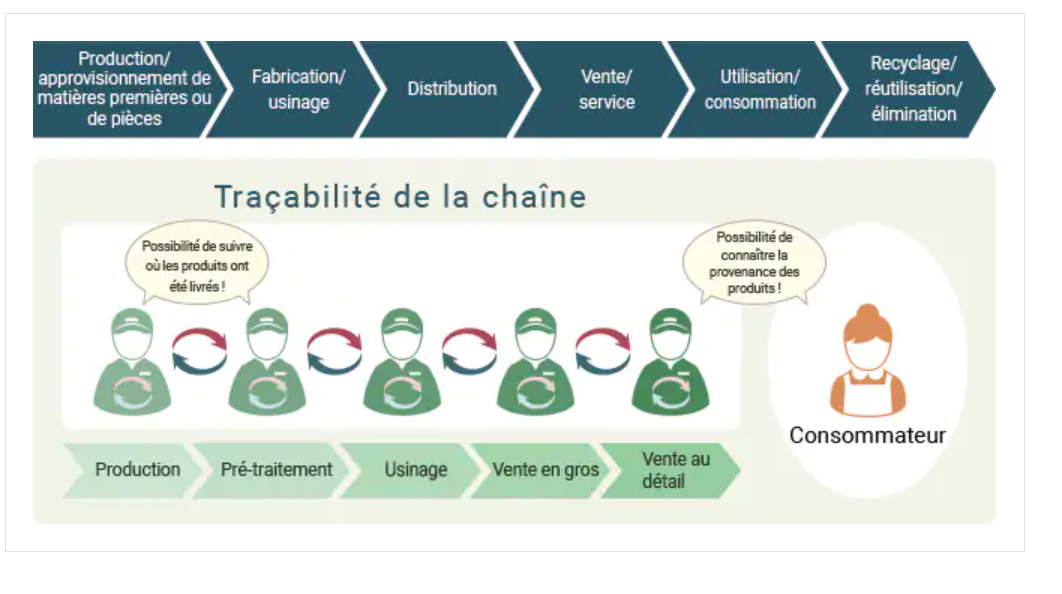 Production/
approvisionnement de
matières premières ou
de pièces
Fabrication/
usinage
Distribution
Vente/
service
Utilisation/
consommation
Recyclage/
réutilisation/
élimination
Traçabilité de la chaîne
Possibilité de suivre
où les produits ont
été livrés !
Possibilité de
connaître la
provenance des
produits !
Consommateur
Production
Pré-traitement
Usinage
Vente en gros
Vente au
détail